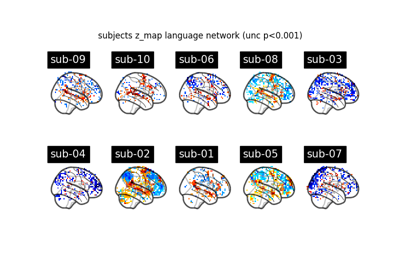 subjects z_map language network (unc p<0.001)
sub-09 sub-10 sub-06 sub-08 sub-03
sub-04 sub-02 sub-01 sub-05 sub-07